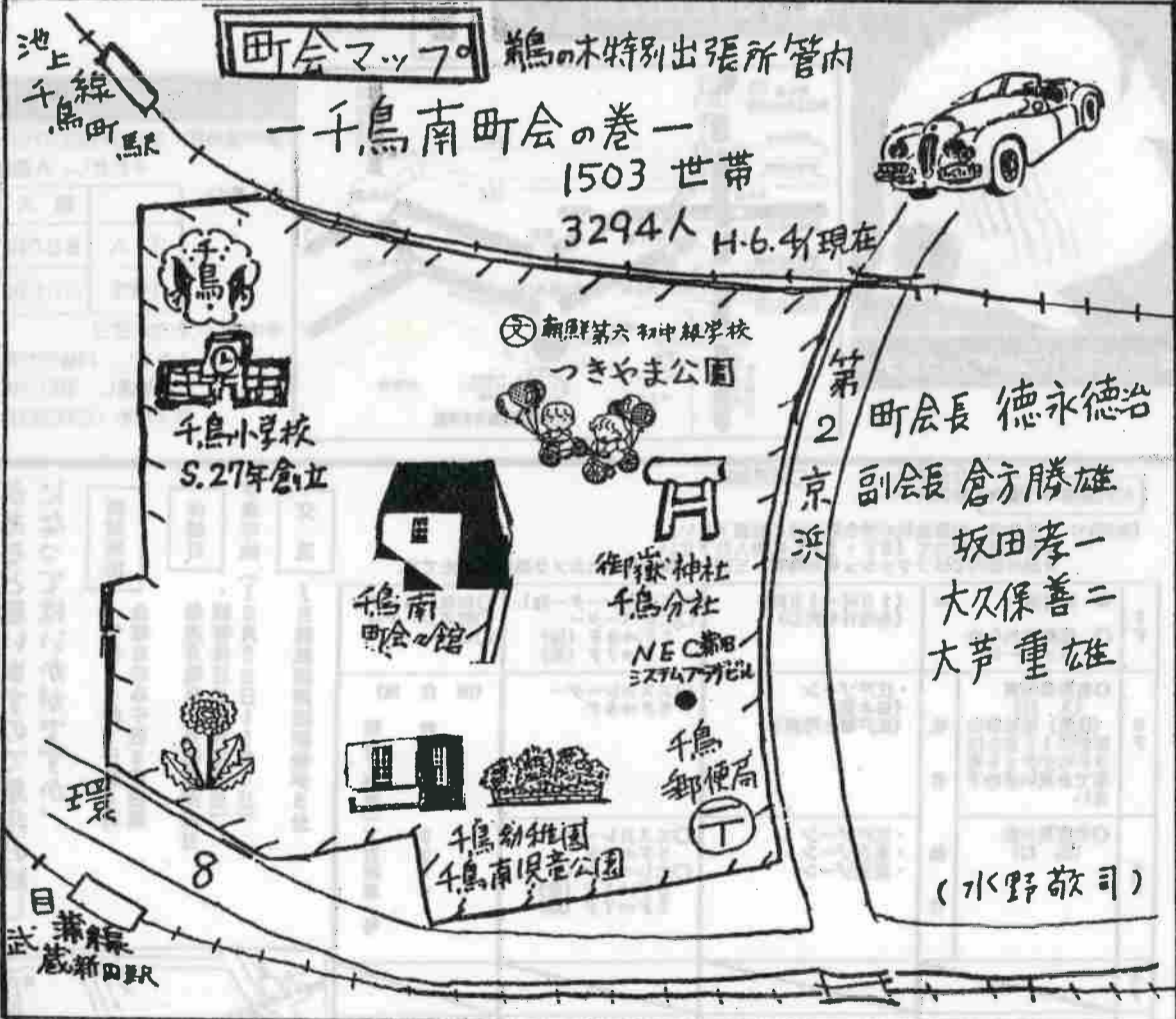 町会マップ
鵜の木特別出張所管内
池上線
千鳥町駅
ー千鳥南町会の巻ー
1503世帯
3294人 H.6.4/1現在
千鳥
千鳥小学校
S.27年創立
文 朝鮮第六初中級学校
つきやま公園
千鳥南
町会会館
御嶽神社
千鳥分社
NEC蒲田
システムプラザビル
千鳥
郵便局
〒
千鳥幼稚園
千鳥南児童公園
第2京浜
町会長 徳永徳治
副会長 倉方勝雄
坂田孝一
大久保善二
大芦重雄
環8
目蒲線
武蔵新田駅
(水野敬司)